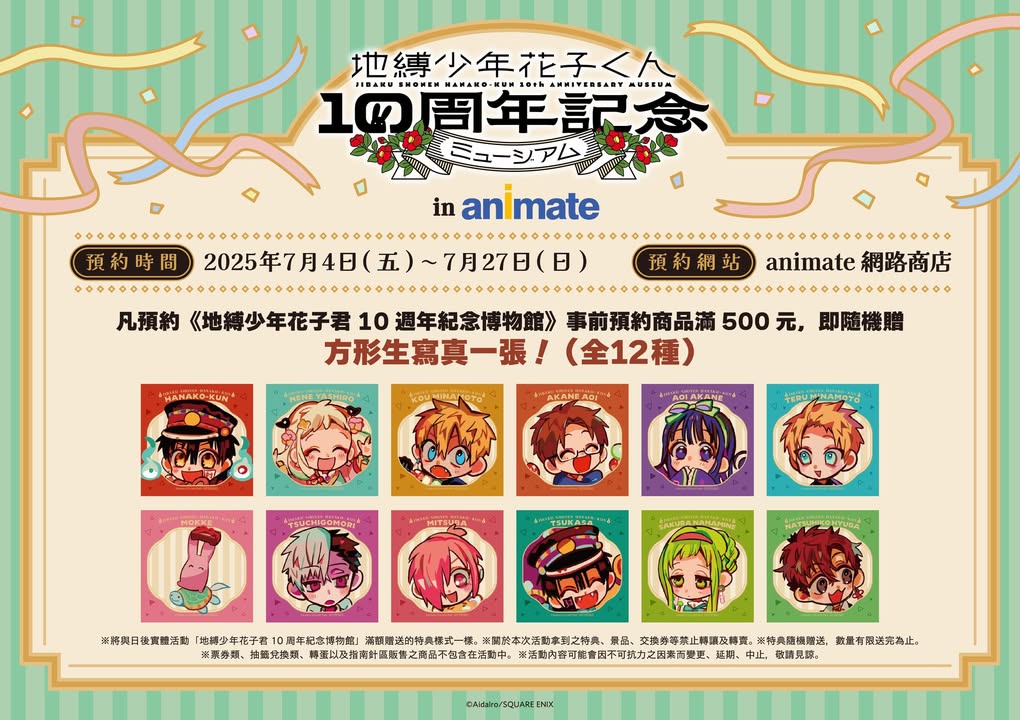 地縛少年花子くん
JIBAKU SHONEN HANAKO-KUN 10th ANNIVERSARY MUSEUM
10周年記念
ミュージアム
in animate
預約時間 2025年7月4日(五)~7月27日(日) 預約網站 animate 網路商店
凡預約《地縛少年花子君 10 週年紀念博物館》事前預約商品滿 500 元，即隨機贈
方形生寫真一張！(全12種)
HANAKO-KUN NENE YASHIRO KOU MINAMOTO AKANE AOI AOI AKANE TERU MINAMOTO
MOKKE TSUCHIGOMORI MITSUBA TSUKASA SAKURA NANAMINE NATSUHIKO HYUGA
※將與日後實體活動「地縛少年花子君 10 周年紀念博物館」滿額贈送的特典樣式一樣。※關於本次活動拿到之特典、景品、交換券等禁止轉讓及轉賣。※特典隨機贈送，數量有限送完為止。
※票券類、抽籤兌換類、轉蛋以及指南針區販售之商品不包含在活動中。※活動內容可能會因不可抗力之因素而變更、延期、中止，敬請見諒。
©AidaIro/SQUARE ENIX